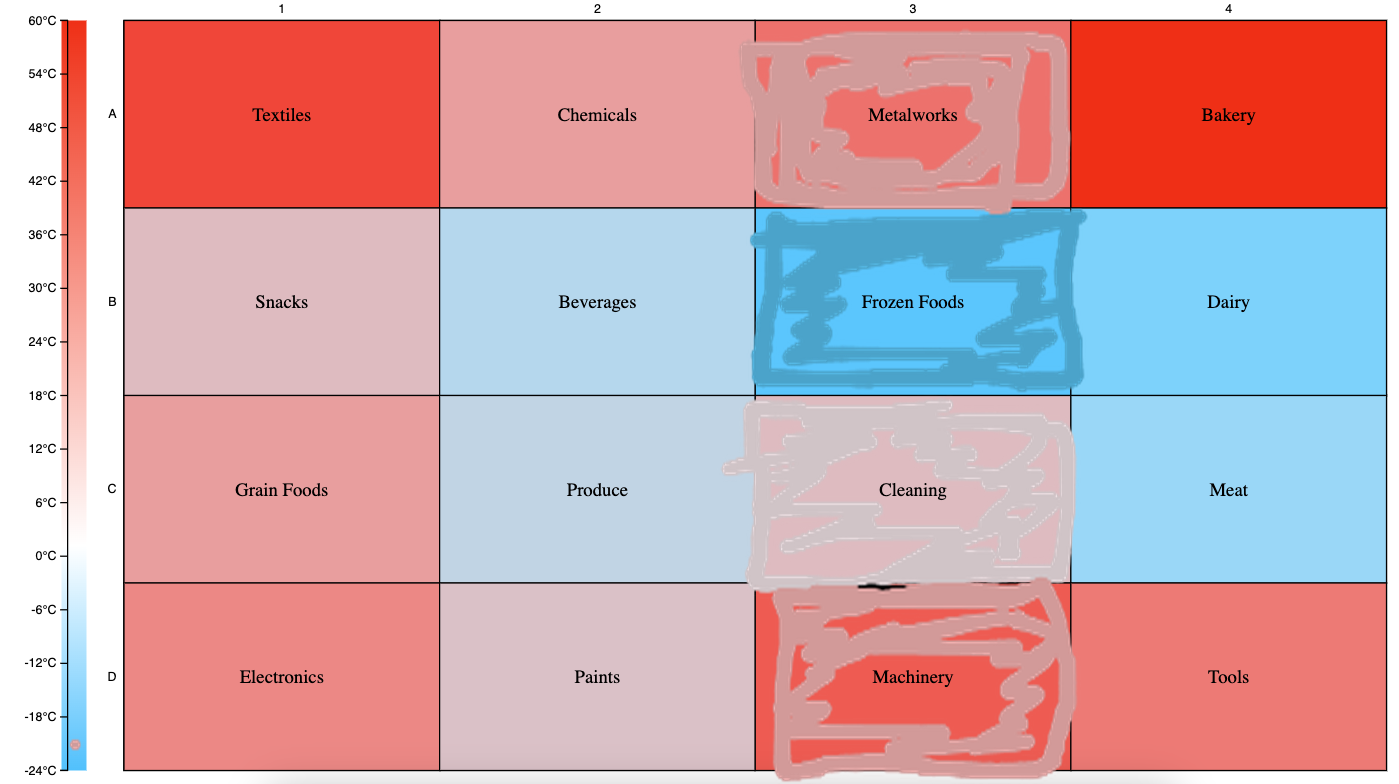 1 2 3 4
60°C
54°C
48°C
42°C
36°C
30°C
24°C
18°C
12°C
6°C
0°C
-6°C
-12°C
-18°C
-24°C
A Textiles Chemicals Metalworks Bakery
B Snacks Beverages Frozen Foods Dairy
C Grain Foods Produce Cleaning Meat
D Electronics Paints Machinery Tools